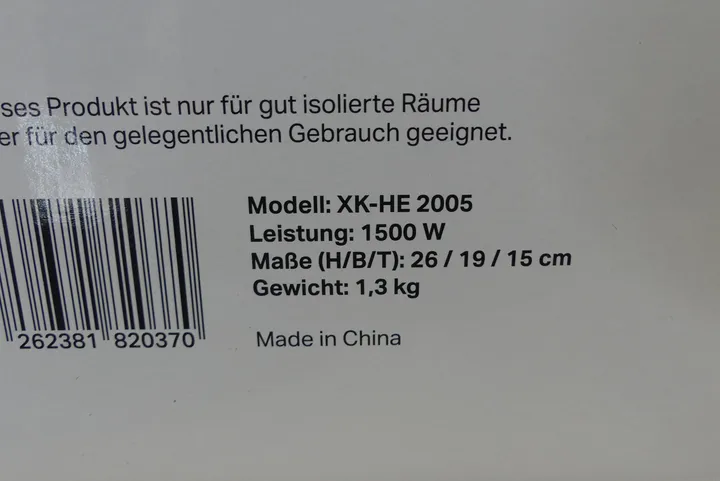 ses Produkt ist nur für gut isolierte Räume
er für den gelegentlichen Gebrauch geeignet.
Modell: XK-HE 2005
Leistung: 1500 W
Maße (H/B/T): 26 / 19 / 15 cm
Gewicht: 1,3 kg
262381 820370
Made in China